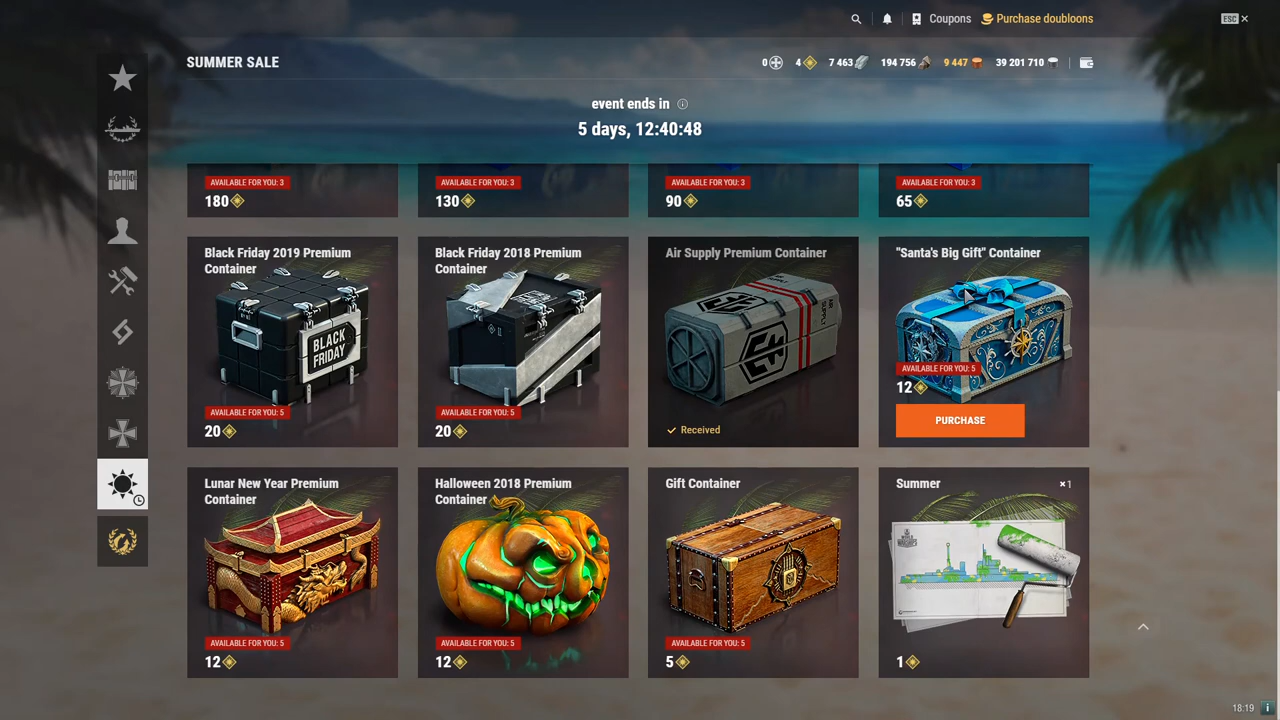 Coupons
Purchase doubloons
ESC
SUMMER SALE
0
4
7 463
194 756
9 447
39 201 710
event ends in
5 days, 12:40:48
AVAILABLE FOR YOU: 3
180
AVAILABLE FOR YOU: 3
130
AVAILABLE FOR YOU: 3
90
AVAILABLE FOR YOU: 3
65
Black Friday 2019 Premium
Container
BLACK
FRIDAY
AVAILABLE FOR YOU: 5
20
Black Friday 2018 Premium
Container
AVAILABLE FOR YOU: 5
20
Air Supply Premium Container
AIR
SUPPLY
Received
"Santa's Big Gift" Container
AVAILABLE FOR YOU: 5
12
PURCHASE
Lunar New Year Premium
Container
AVAILABLE FOR YOU: 5
12
Halloween 2018 Premium
Container
AVAILABLE FOR YOU: 5
12
Gift Container
AVAILABLE FOR YOU: 5
5
Summer
×1
WORLD
WARSHIPS
1
18:19